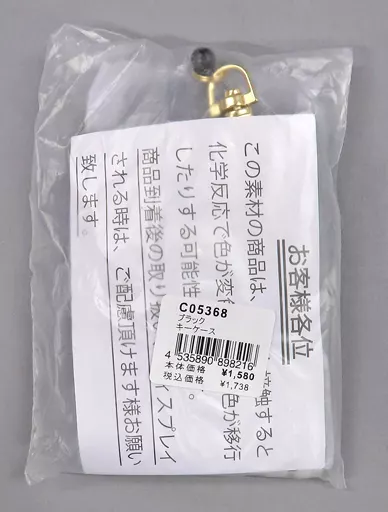 お客様各位
この素材の商品は、 触すると
化学反応で色が変 色が移行
したりする可能性 。
商品到着後の取り扱 ィスプレイ
される時は、ご配慮頂けます様お願い
致します。
C05368
ブラック
キーケース
4 535890 898216
本体価格 ¥1,580
税込価格 ¥1,738